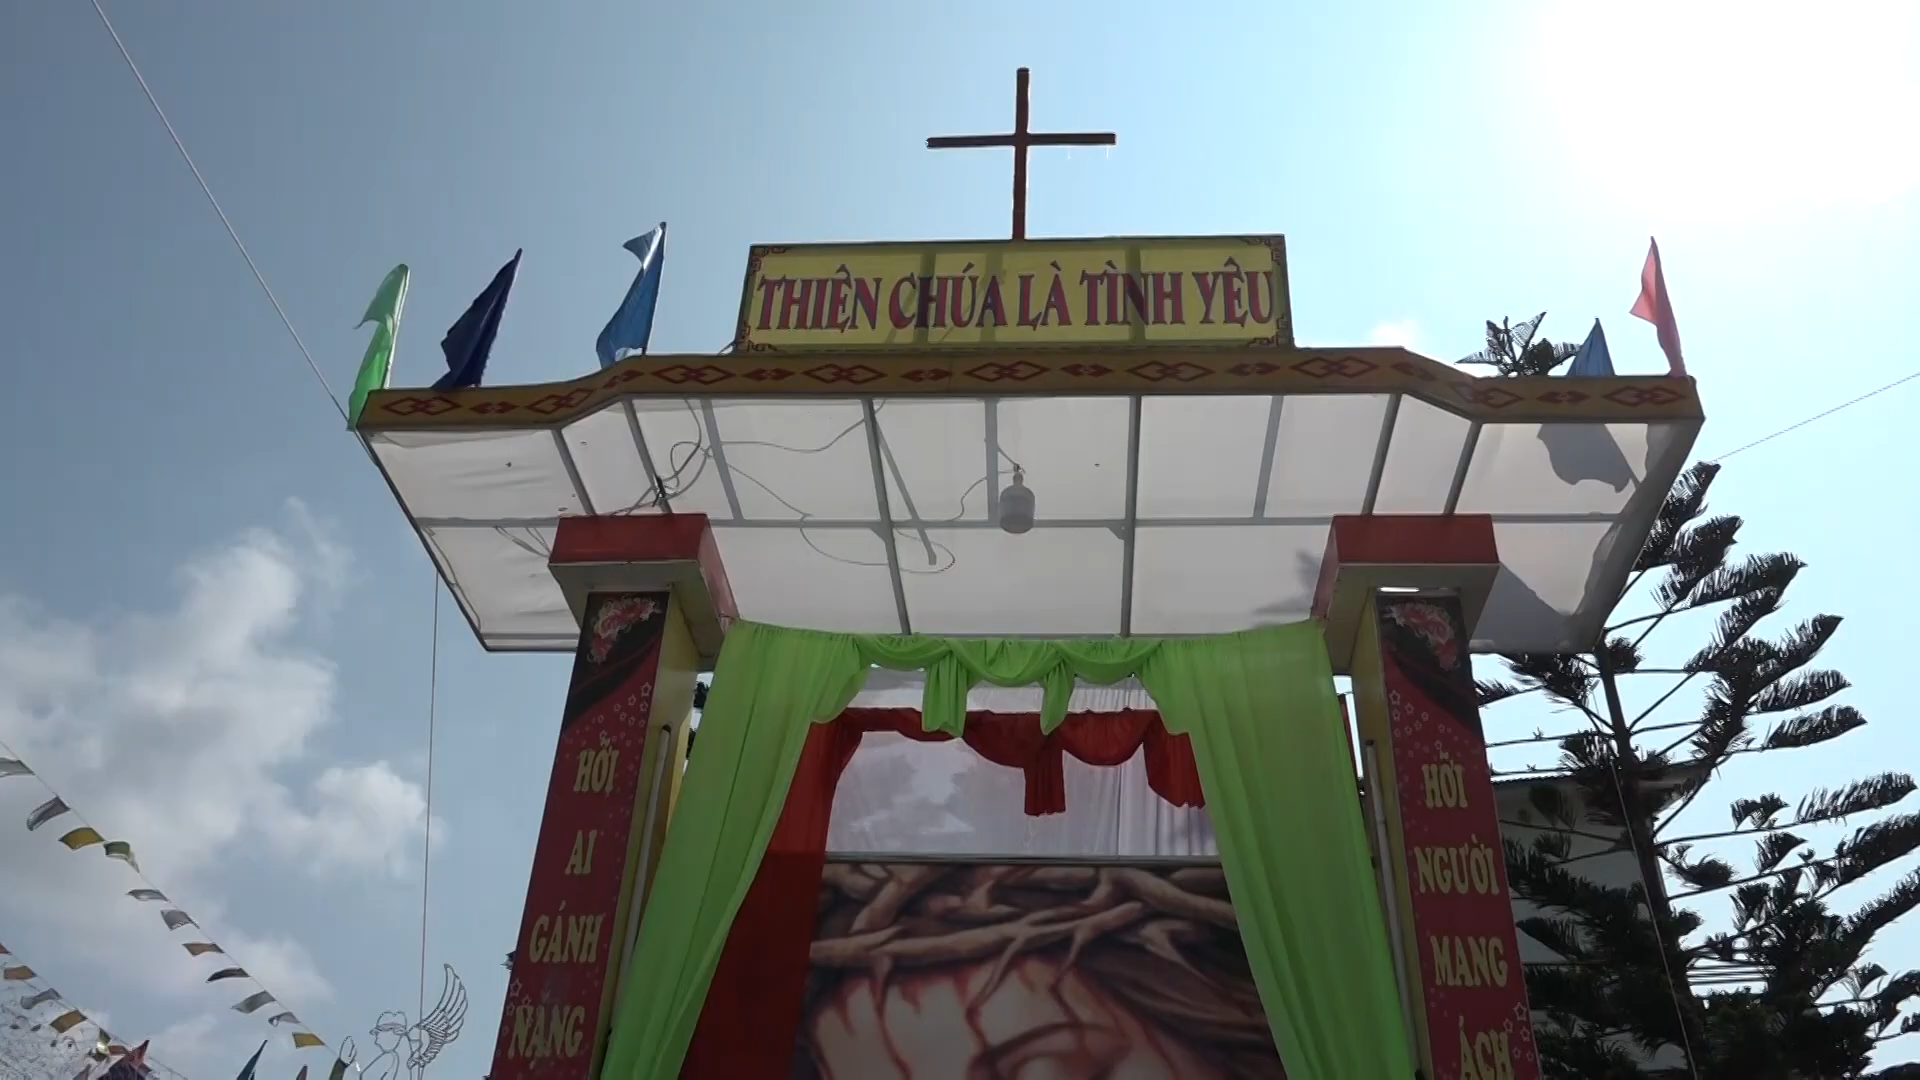 THIÊN CHÚA LÀ TÌNH YÊU
HỠI
AI
GÁNH
NẶNG
HỠI
NGƯỜI
MANG
ÁCH